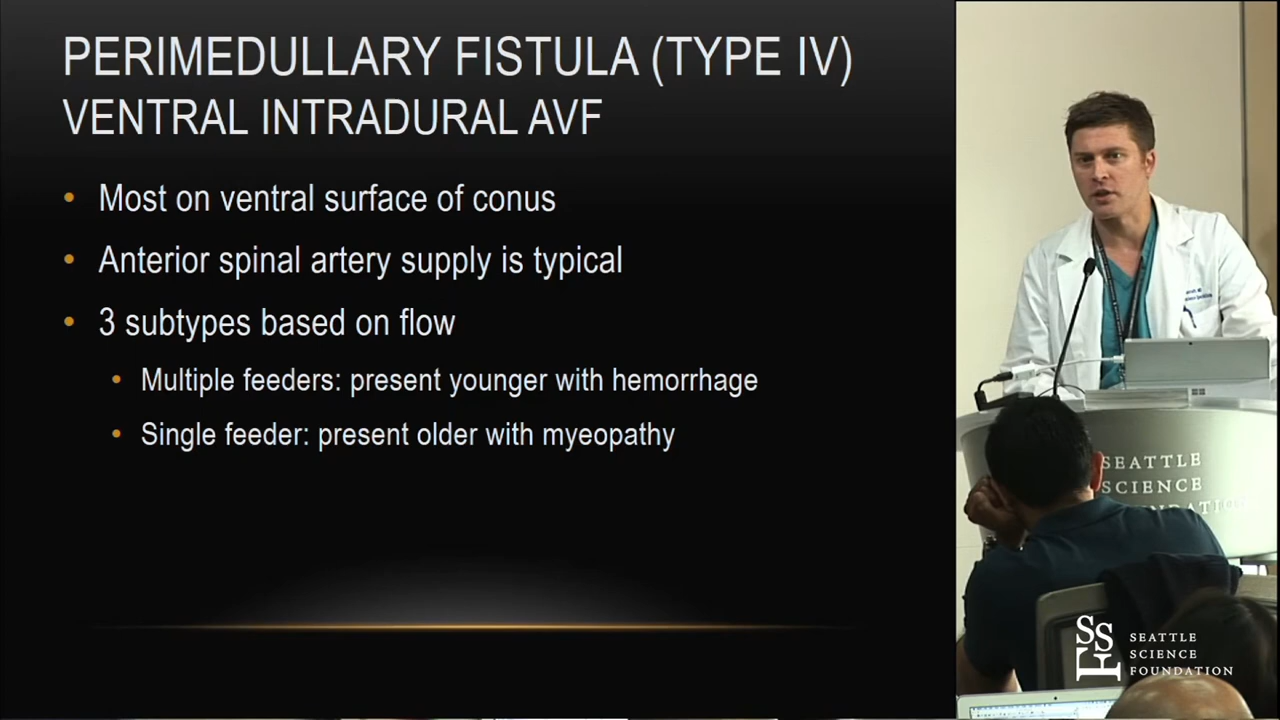 PERIMEDULLARY FISTULA (TYPE IV)
VENTRAL INTRADURAL AVF
• Most on ventral surface of conus
• Anterior spinal artery supply is typical
• 3 subtypes based on flow
• Multiple feeders: present younger with hemorrhage
• Single feeder: present older with myeopathy
SEATTLE
SCIENCE
SSF
SEATTLE
SCIENCE
FOUNDATION